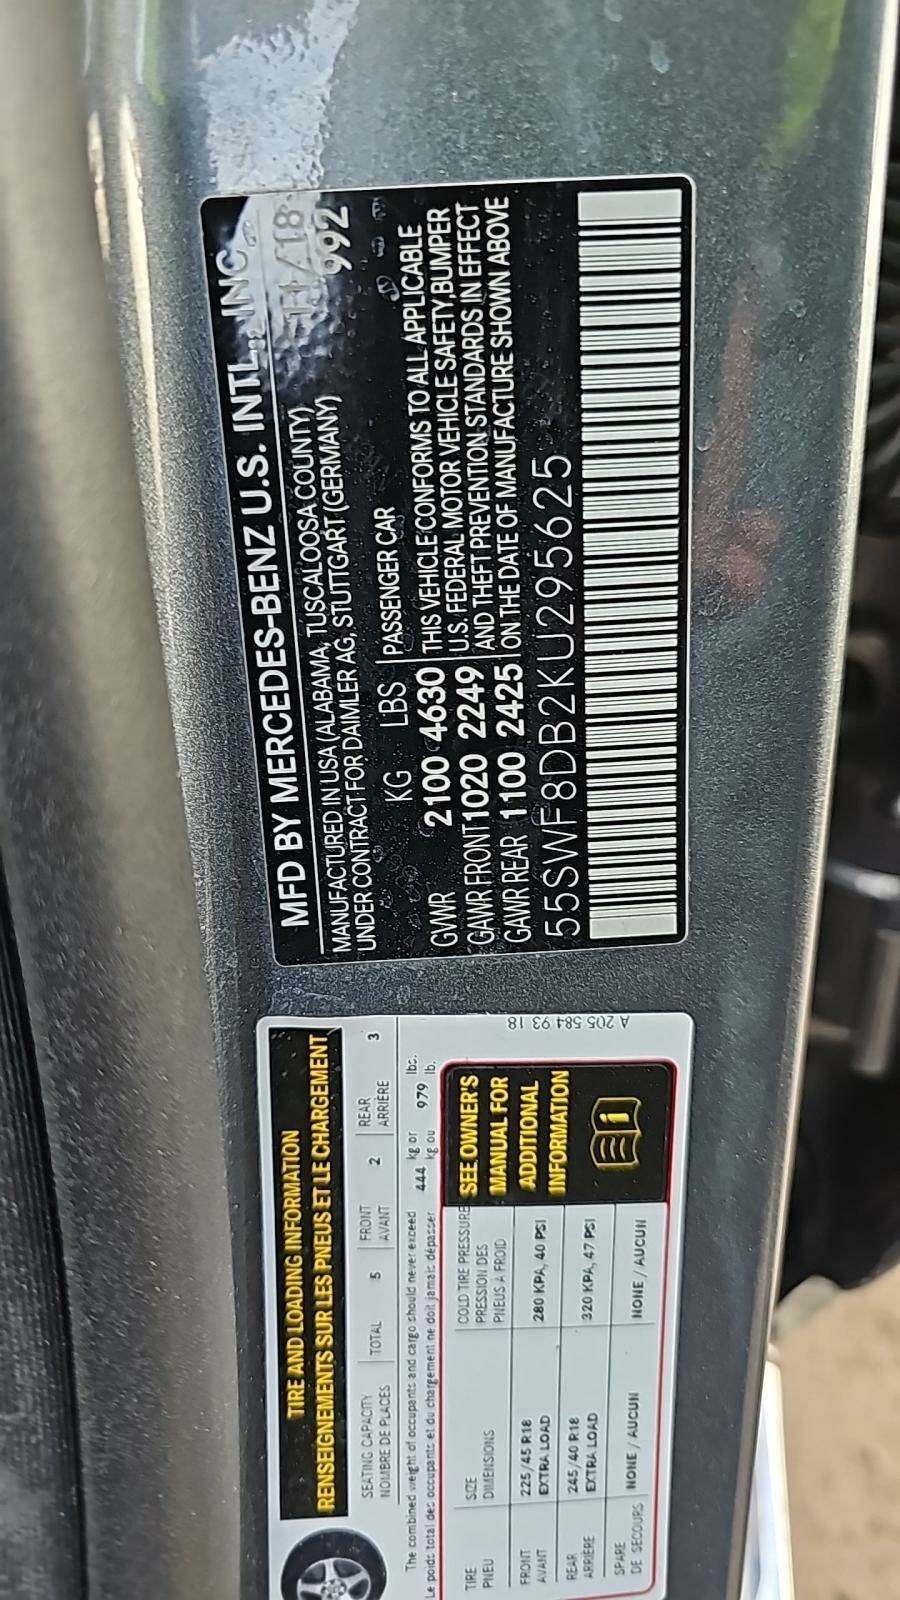 MFD BY MERCEDES-BENZ U.S. INTL., INC.
MANUFACTURED IN USA (ALABAMA, TUSCALOOSA COUNTY) 11/18
UNDER CONTRACT FOR DAIMLER AG, STUTTGART (GERMANY) 992
KG LBS PASSENGER CAR
GVWR 2100 4630 THIS VEHICLE CONFORMS TO ALL APPLICABLE
GAWR FRONT 1020 2249 U.S. FEDERAL MOTOR VEHICLE SAFETY,BUMPER
GAWR REAR 1100 2425 AND THEFT PREVENTION STANDARDS IN EFFECT
ON THE DATE OF MANUFACTURE SHOWN ABOVE
55SWF8DB2KU295625
TIRE AND LOADING INFORMATION
RENSEIGNEMENTS SUR LES PNEUS ET LE CHARGEMENT
SEATING CAPACITY TOTAL 5 FRONT 2 REAR 3
NOMBRE DE PLACES AVANT ARRIÈRE
The combined weight of occupants and cargo should never exceed 444 kg or 979 lbs.
Le poids total des occupants et du chargement ne doit jamais dépasser kg ou lb.
TIRE SIZE COLD TIRE PRESSURE
PNEU DIMENSIONS PRESSION DES
PNEUS A FROID
FRONT 225/45 R18 280 KPA, 40 PSI
AVANT EXTRA LOAD
REAR 245/40 R18 320 KPA, 47 PSI
ARRIÈRE EXTRA LOAD
SPARE NONE / AUCUN NONE / AUCUN
DE SECOURS
SEE OWNER'S
MANUAL FOR
ADDITIONAL
INFORMATION
A 205 584 93 18